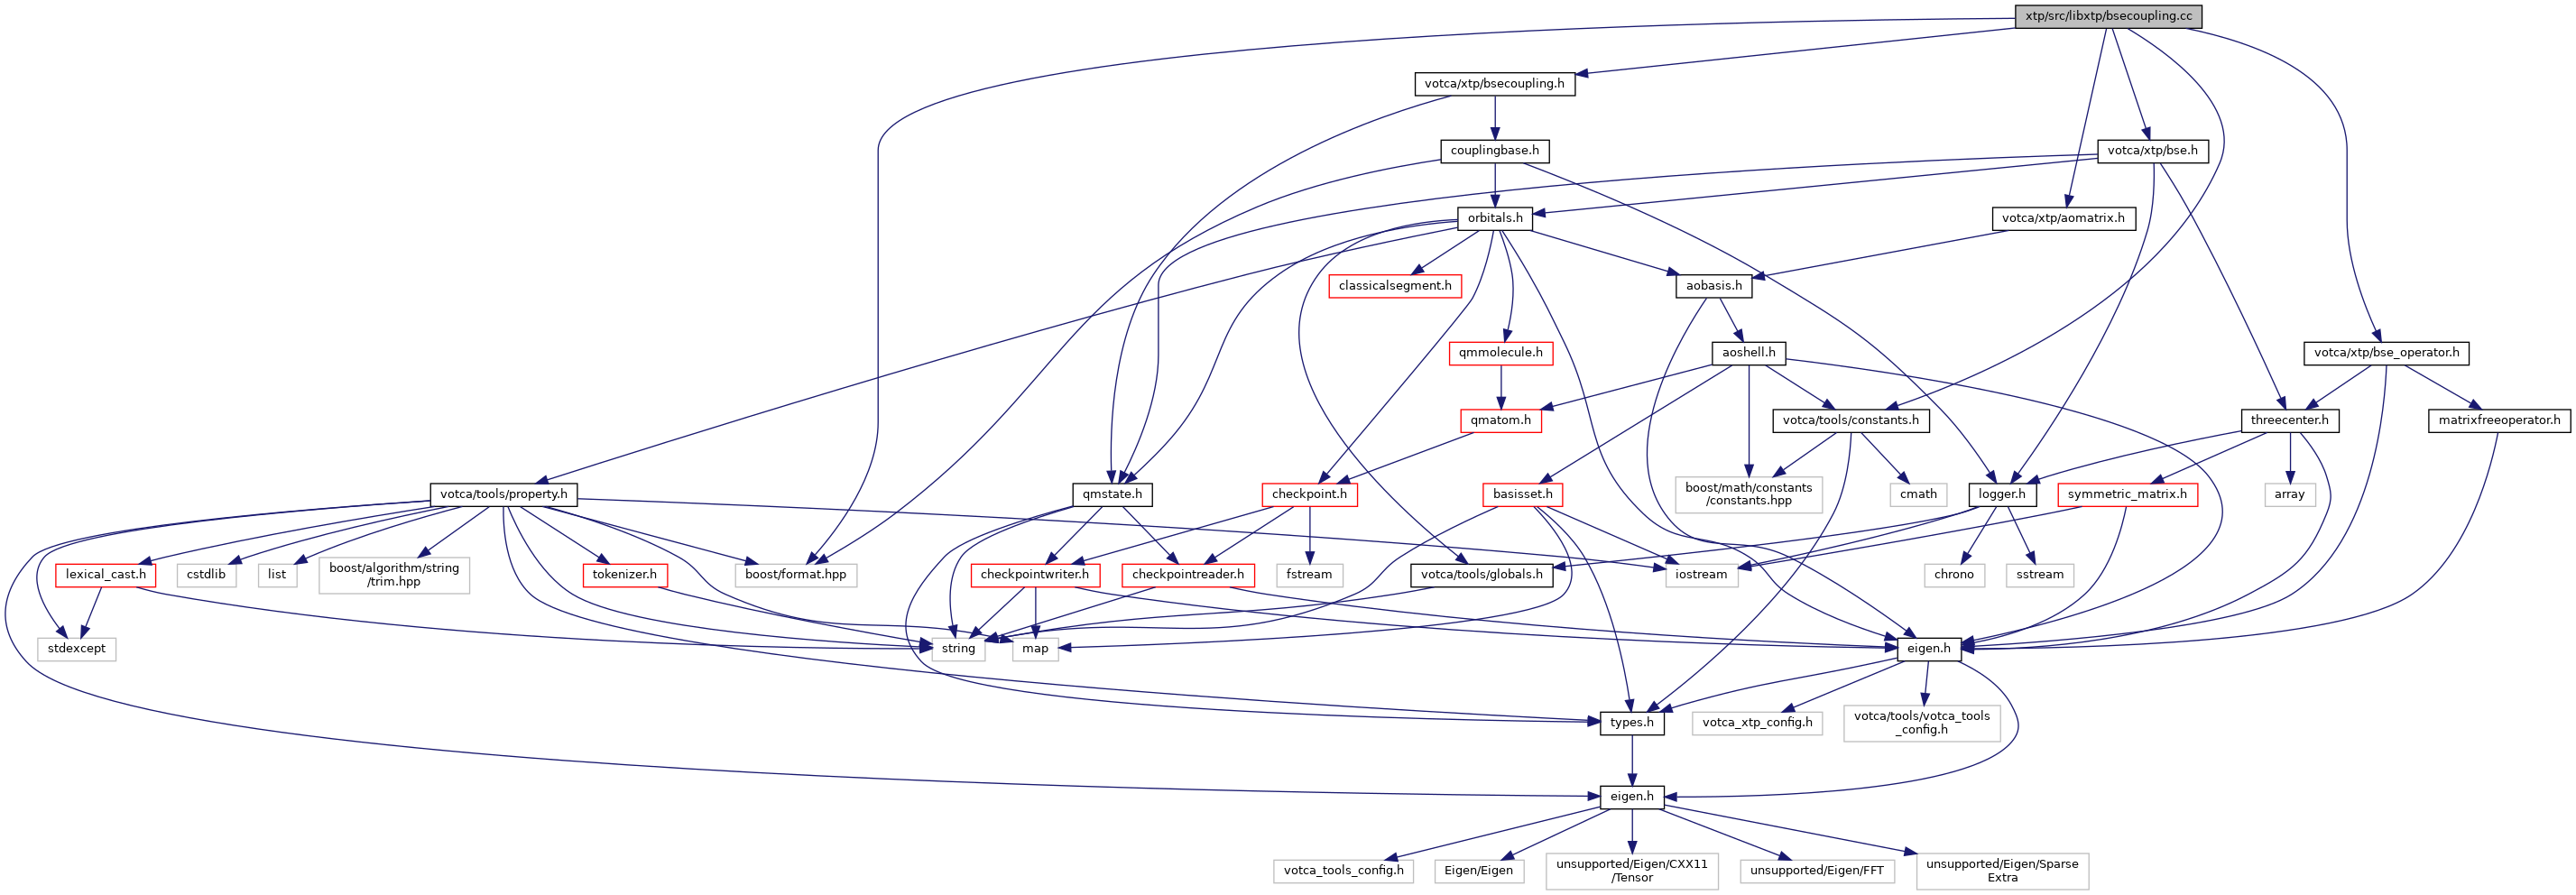 xtp/src/libxtp/bsecoupling.cc
votca/xtp/bsecoupling.h
couplingbase.h
votca/xtp/bse.h
orbitals.h
votca/xtp/aomatrix.h
classicalsegment.h
aobasis.h
qmmolecule.h
aoshell.h
votca/xtp/bse_operator.h
qmatom.h
votca/tools/constants.h
threecenter.h
matrixfreeoperator.h
votca/tools/property.h
qmstate.h
checkpoint.h
basisset.h
boost/math/constants
/constants.hpp
cmath
logger.h
symmetric_matrix.h
array
lexical_cast.h
cstdlib
list
boost/algorithm/string
/trim.hpp
tokenizer.h
boost/format.hpp
checkpointwriter.h
checkpointreader.h
fstream
votca/tools/globals.h
iostream
chrono
sstream
stdexcept
string
map
eigen.h
types.h
votca_xtp_config.h
votca/tools/votca_tools
_config.h
eigen.h
votca_tools_config.h
Eigen/Eigen
unsupported/Eigen/CXX11
/Tensor
unsupported/Eigen/FFT
unsupported/Eigen/Sparse
Extra